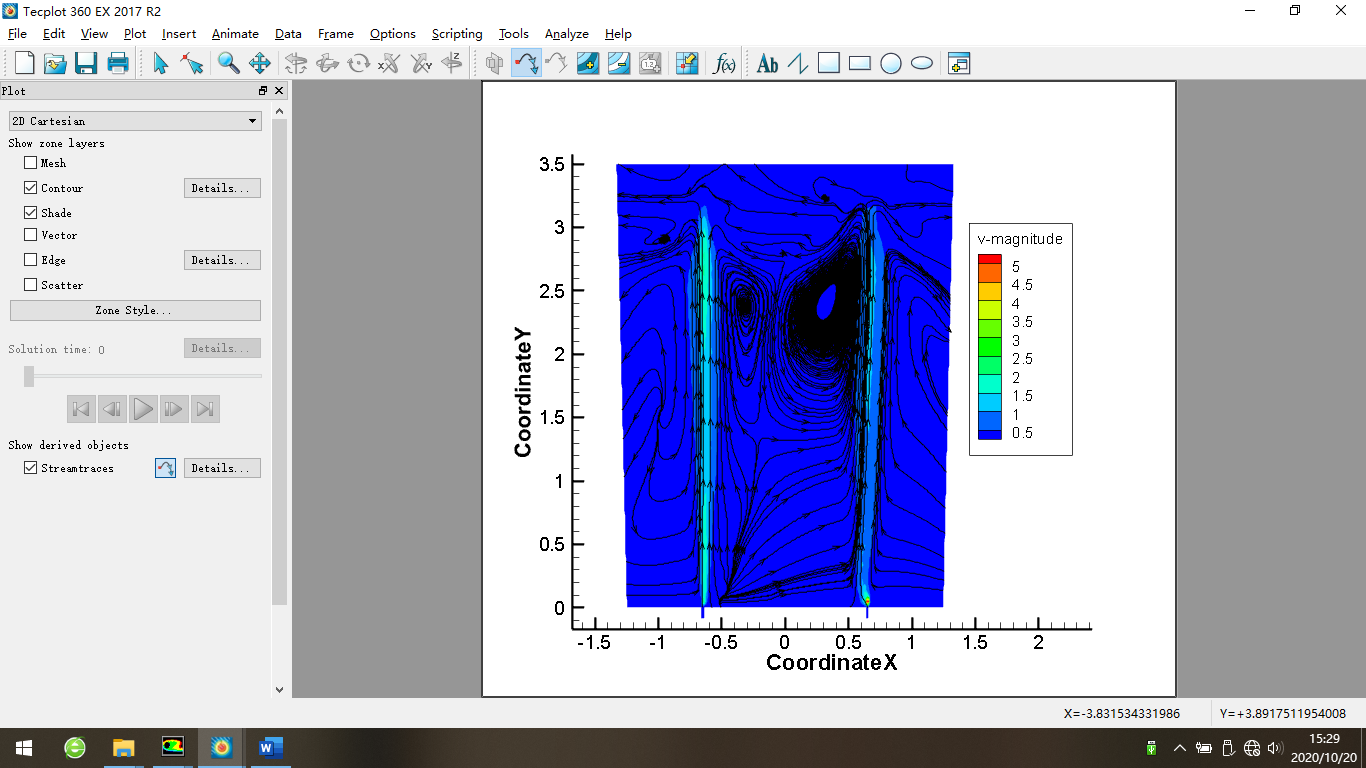 Tecplot 360 EX 2017 R2
File Edit View Plot Insert Animate Data Frame Options Scripting Tools Analyze Help
Plot
2D Cartesian
Show zone layers
Mesh
Contour Details...
Shade
Vector
Edge Details...
Scatter
Zone Style...
Solution time: 0 Details...
Show derived objects
Streamtraces Details...
CoordinateY
3.5
3
2.5
2
1.5
1
0.5
0
-1.5 -1 -0.5 0 0.5 1 1.5 2
CoordinateX
v-magnitude
5
4.5
4
3.5
3
2.5
2
1.5
1
0.5
X=-3.831534331986 Y=+3.8917511954008
15:29
2020/10/20